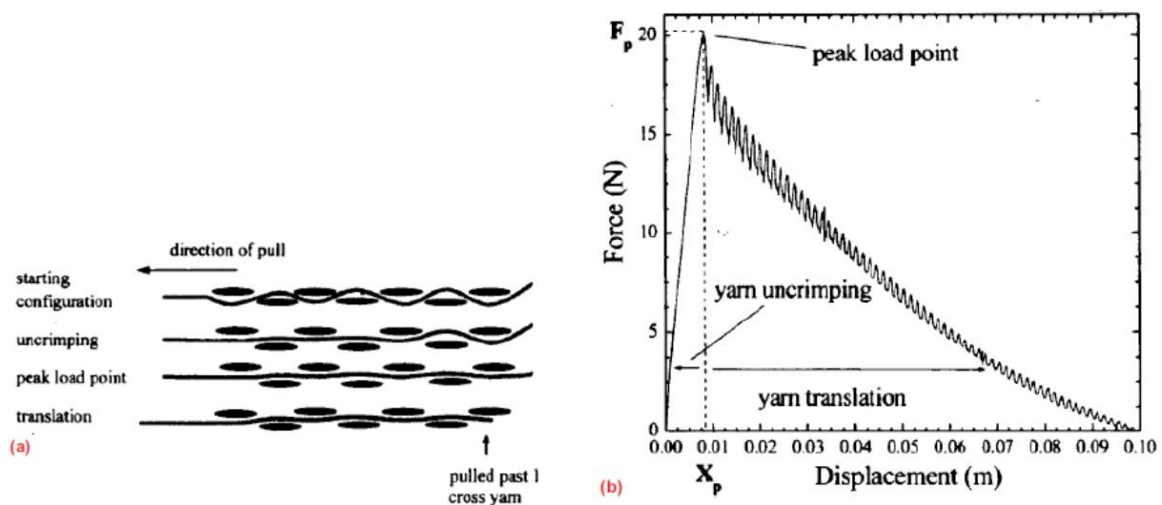 direction of pull
starting
configuration
uncrimping
peak load point
translation
(a)
pulled past 1
cross yarn
F_p
20
15
10
5
0
Force (N)
peak load point
yarn uncrimping
yarn translation
0.00 0.01 0.02 0.03 0.04 0.05 0.06 0.07 0.08 0.09 0.10
X_p
Displacement (m)
(b)